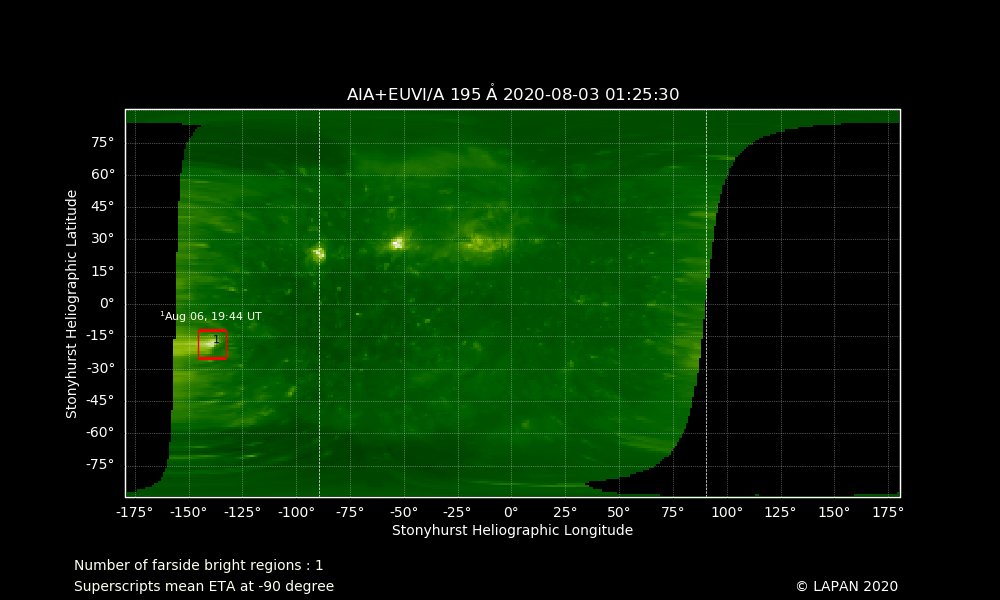 AIA+EUVI/A 195 Å 2020-08-03 01:25:30
Stonyhurst Heliographic Latitude
75°
60°
45°
30°
15°
0°
-15°
-30°
-45°
-60°
-75°
¹Aug 06, 19:44 UT
1
-175° -150° -125° -100° -75° -50° -25° 0° 25° 50° 75° 100° 125° 150° 175°
Stonyhurst Heliographic Longitude
Number of farside bright regions : 1
Superscripts mean ETA at -90 degree
© LAPAN 2020